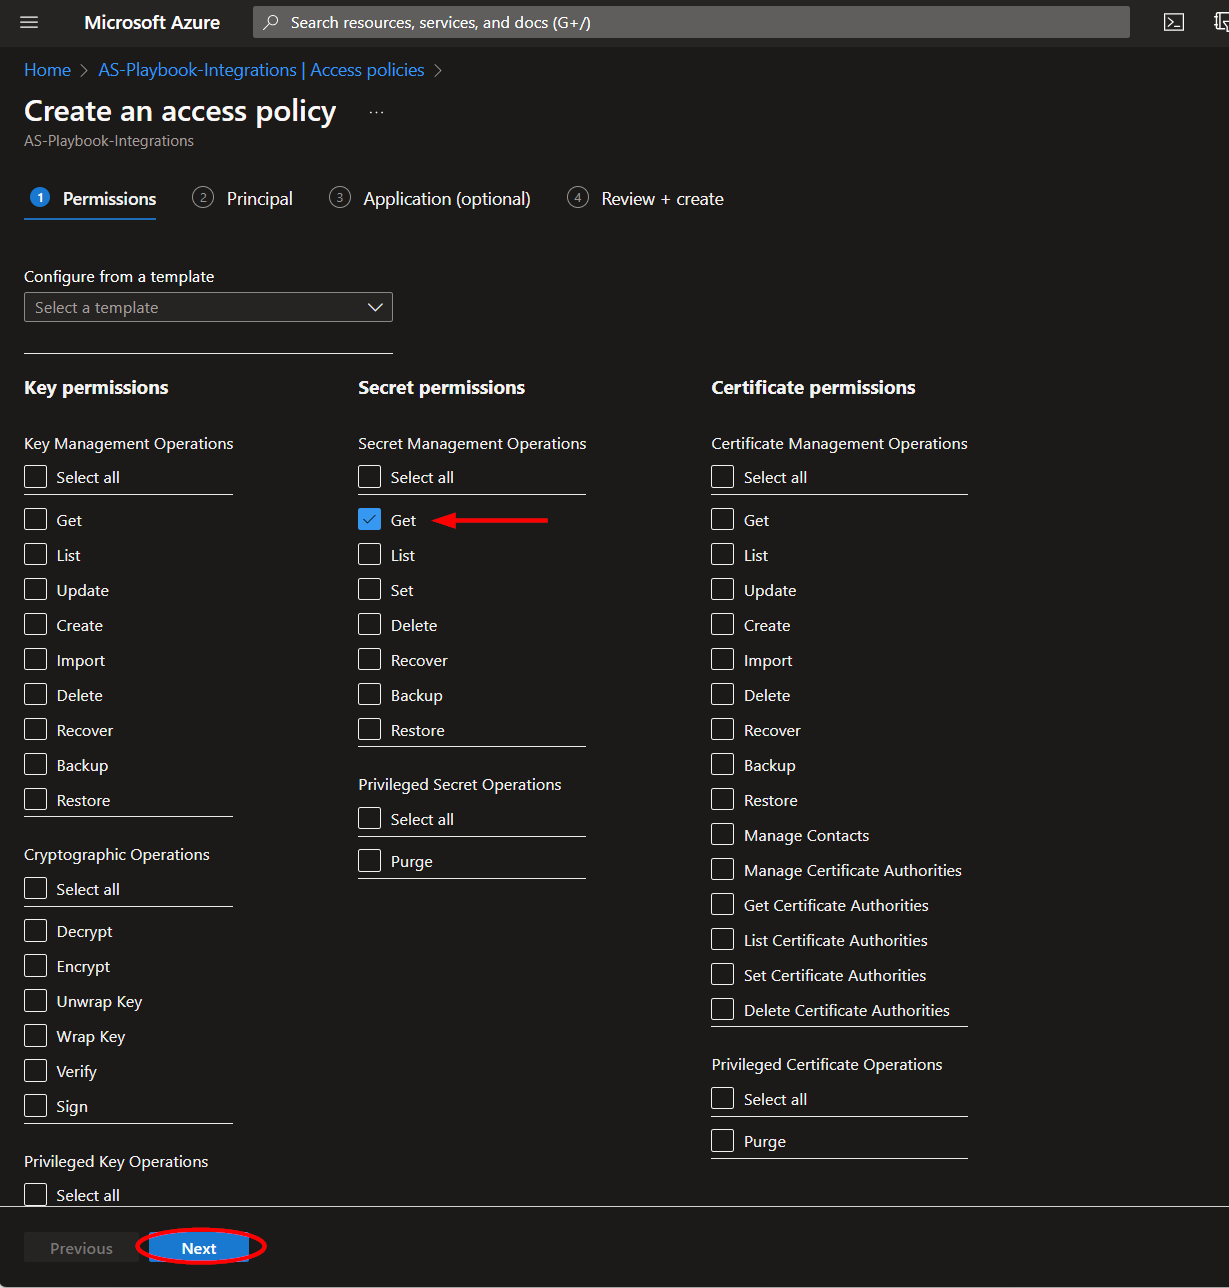 Microsoft Azure
Search resources, services, and docs (G+/)
Home > AS-Playbook-Integrations | Access policies >
Create an access policy ...
AS-Playbook-Integrations
1 Permissions
2 Principal
3 Application (optional)
4 Review + create
Configure from a template
Select a template
Key permissions
Key Management Operations
Select all
Get
List
Update
Create
Import
Delete
Recover
Backup
Restore
Cryptographic Operations
Select all
Decrypt
Encrypt
Unwrap Key
Wrap Key
Verify
Sign
Privileged Key Operations
Select all
Secret permissions
Secret Management Operations
Select all
Get
List
Set
Delete
Recover
Backup
Restore
Privileged Secret Operations
Select all
Purge
Certificate permissions
Certificate Management Operations
Select all
Get
List
Update
Create
Import
Delete
Recover
Backup
Restore
Manage Contacts
Manage Certificate Authorities
Get Certificate Authorities
List Certificate Authorities
Set Certificate Authorities
Delete Certificate Authorities
Privileged Certificate Operations
Select all
Purge
Previous
Next